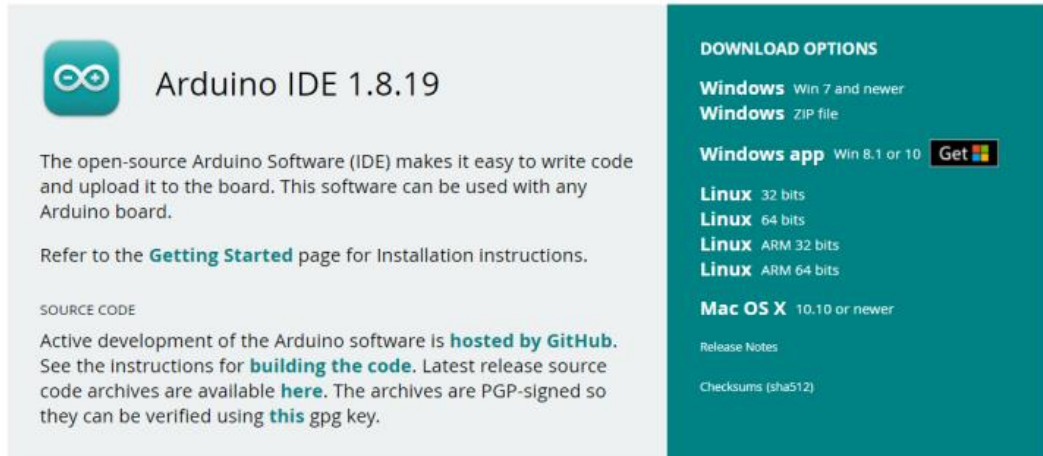 Arduino IDE 1.8.19
The open-source Arduino Software (IDE) makes it easy to write code
and upload it to the board. This software can be used with any
Arduino board.
Refer to the Getting Started page for Installation instructions.
SOURCE CODE
Active development of the Arduino software is hosted by GitHub.
See the instructions for building the code. Latest release source
code archives are available here. The archives are PGP-signed so
they can be verified using this gpg key.
DOWNLOAD OPTIONS
Windows Win 7 and newer
Windows ZIP file
Windows app Win 8.1 or 10 Get
Linux 32 bits
Linux 64 bits
Linux ARM 32 bits
Linux ARM 64 bits
Mac OS X 10.10 or newer
Release Notes
Checksums (sha512)